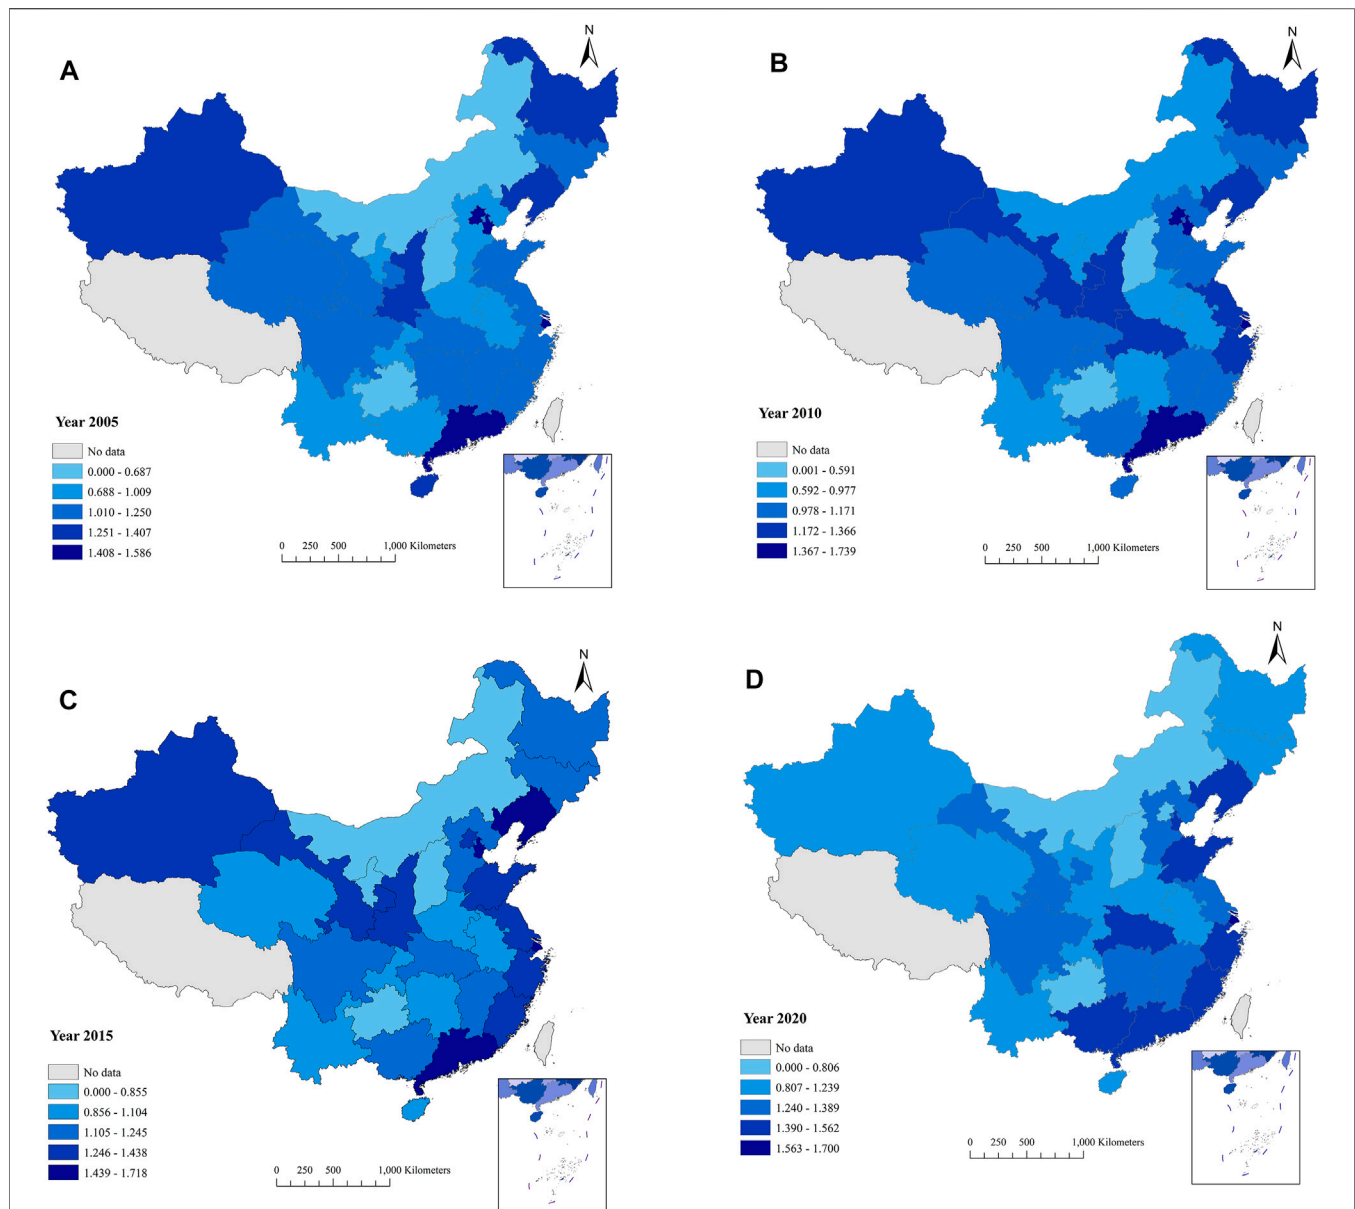 A
N
Year 2005
No data
0.000 - 0.687
0.688 - 1.009
1.010 - 1.250
1.251 - 1.407
1.408 - 1.586
0 250 500 1,000 Kilometers
B
N
Year 2010
No data
0.001 - 0.591
0.592 - 0.977
0.978 - 1.171
1.172 - 1.366
1.367 - 1.739
0 250 500 1,000 Kilometers
C
N
Year 2015
No data
0.000 - 0.855
0.856 - 1.104
1.105 - 1.245
1.246 - 1.438
1.439 - 1.718
0 250 500 1,000 Kilometers
D
N
Year 2020
No data
0.000 - 0.806
0.807 - 1.239
1.240 - 1.389
1.390 - 1.562
1.563 - 1.700
0 250 500 1,000 Kilometers